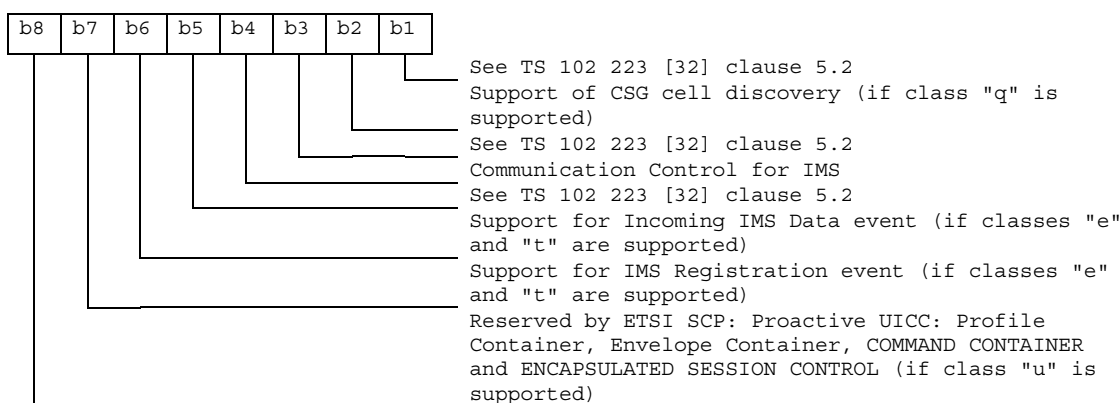 b8 b7 b6 b5 b4 b3 b2 b1
See TS 102 223 [32] clause 5.2
Support of CSG cell discovery (if class "q" is
supported)
See TS 102 223 [32] clause 5.2
Communication Control for IMS
See TS 102 223 [32] clause 5.2
Support for Incoming IMS Data event (if classes "e"
and "t" are supported)
Support for IMS Registration event (if classes "e"
and "t" are supported)
Reserved by ETSI SCP: Proactive UICC: Profile
Container, Envelope Container, COMMAND CONTAINER
and ENCAPSULATED SESSION CONTROL (if class "u" is
supported)